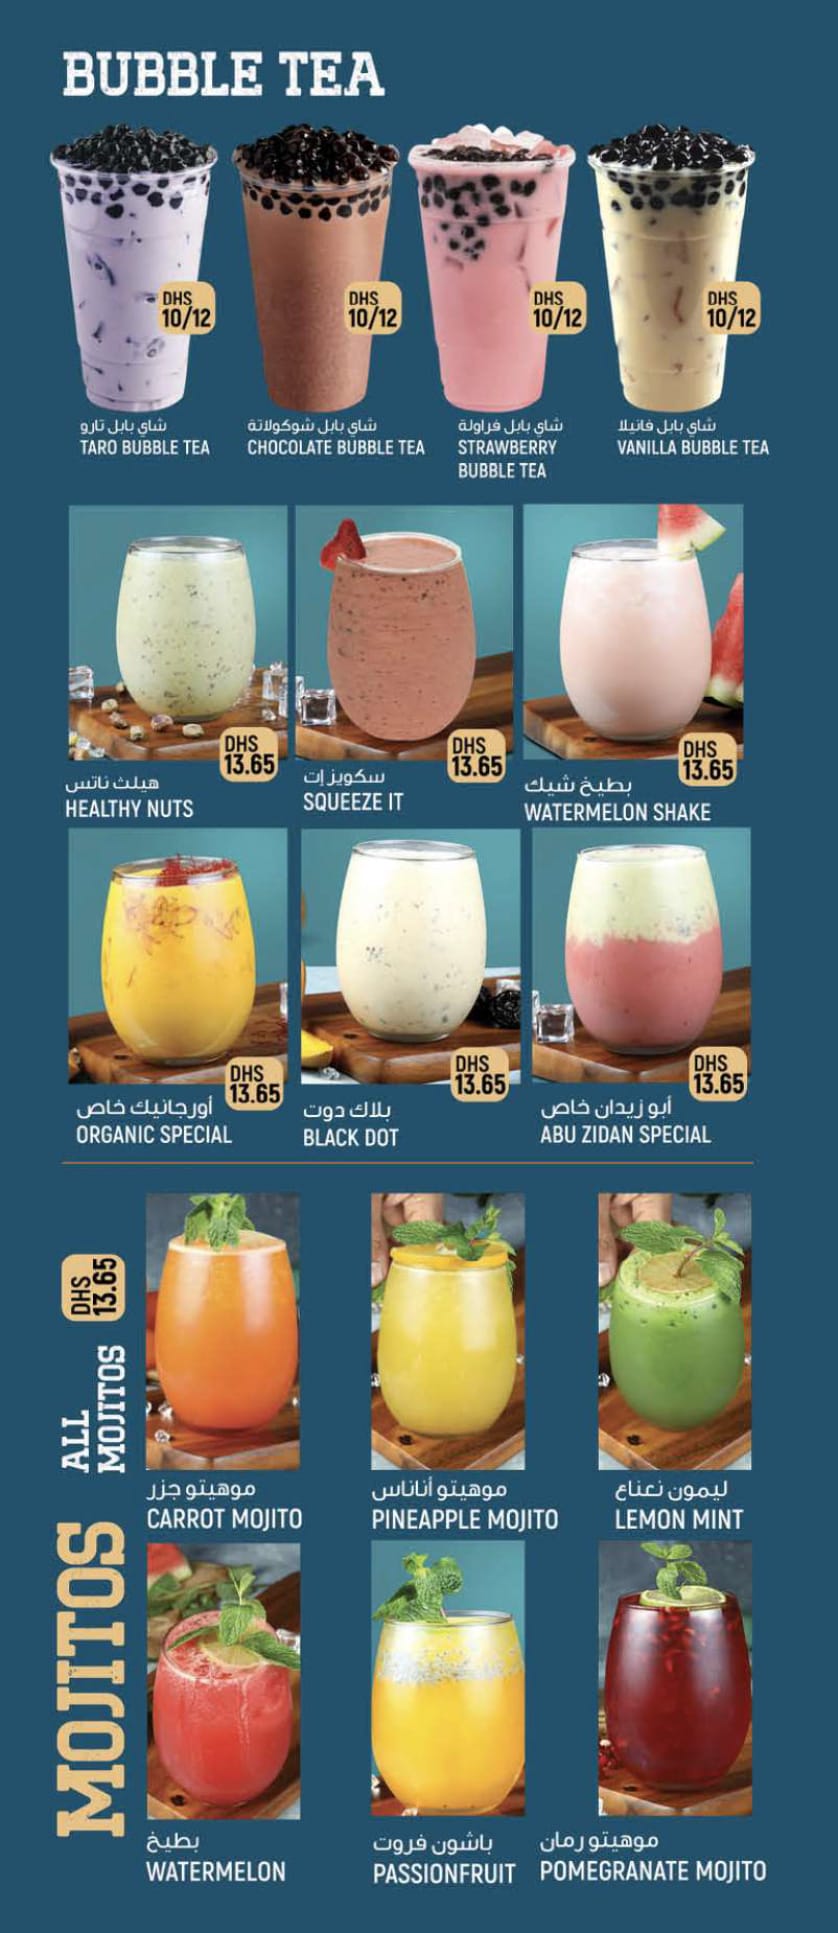 BUBBLE TEA
DHS
10/12
DHS
10/12
DHS
10/12
DHS
10/12
شاي بابل تارو
TARO BUBBLE TEA
شاي بابل شوكولاتة
CHOCOLATE BUBBLE TEA
شاي بابل فراولة
STRAWBERRY
BUBBLE TEA
شاي بابل فانيلا
VANILLA BUBBLE TEA
DHS
13.65
هيلث ناتس
HEALTHY NUTS
DHS
13.65
سكويز إت
SQUEEZE IT
DHS
13.65
بطيخ شيك
WATERMELON SHAKE
DHS
13.65
أورجانيك خاص
ORGANIC SPECIAL
DHS
13.65
بلاك دوت
BLACK DOT
DHS
13.65
أبو زيدان خاص
ABU ZIDAN SPECIAL
MOJITOS
ALL
MOJITOS
DHS
13.65
موهيتو جزر
CARROT MOJITO
موهيتو أناناس
PINEAPPLE MOJITO
ليمون نعناع
LEMON MINT
بطيخ
WATERMELON
باشون فروت
PASSIONFRUIT
موهيتو رمان
POMEGRANATE MOJITO